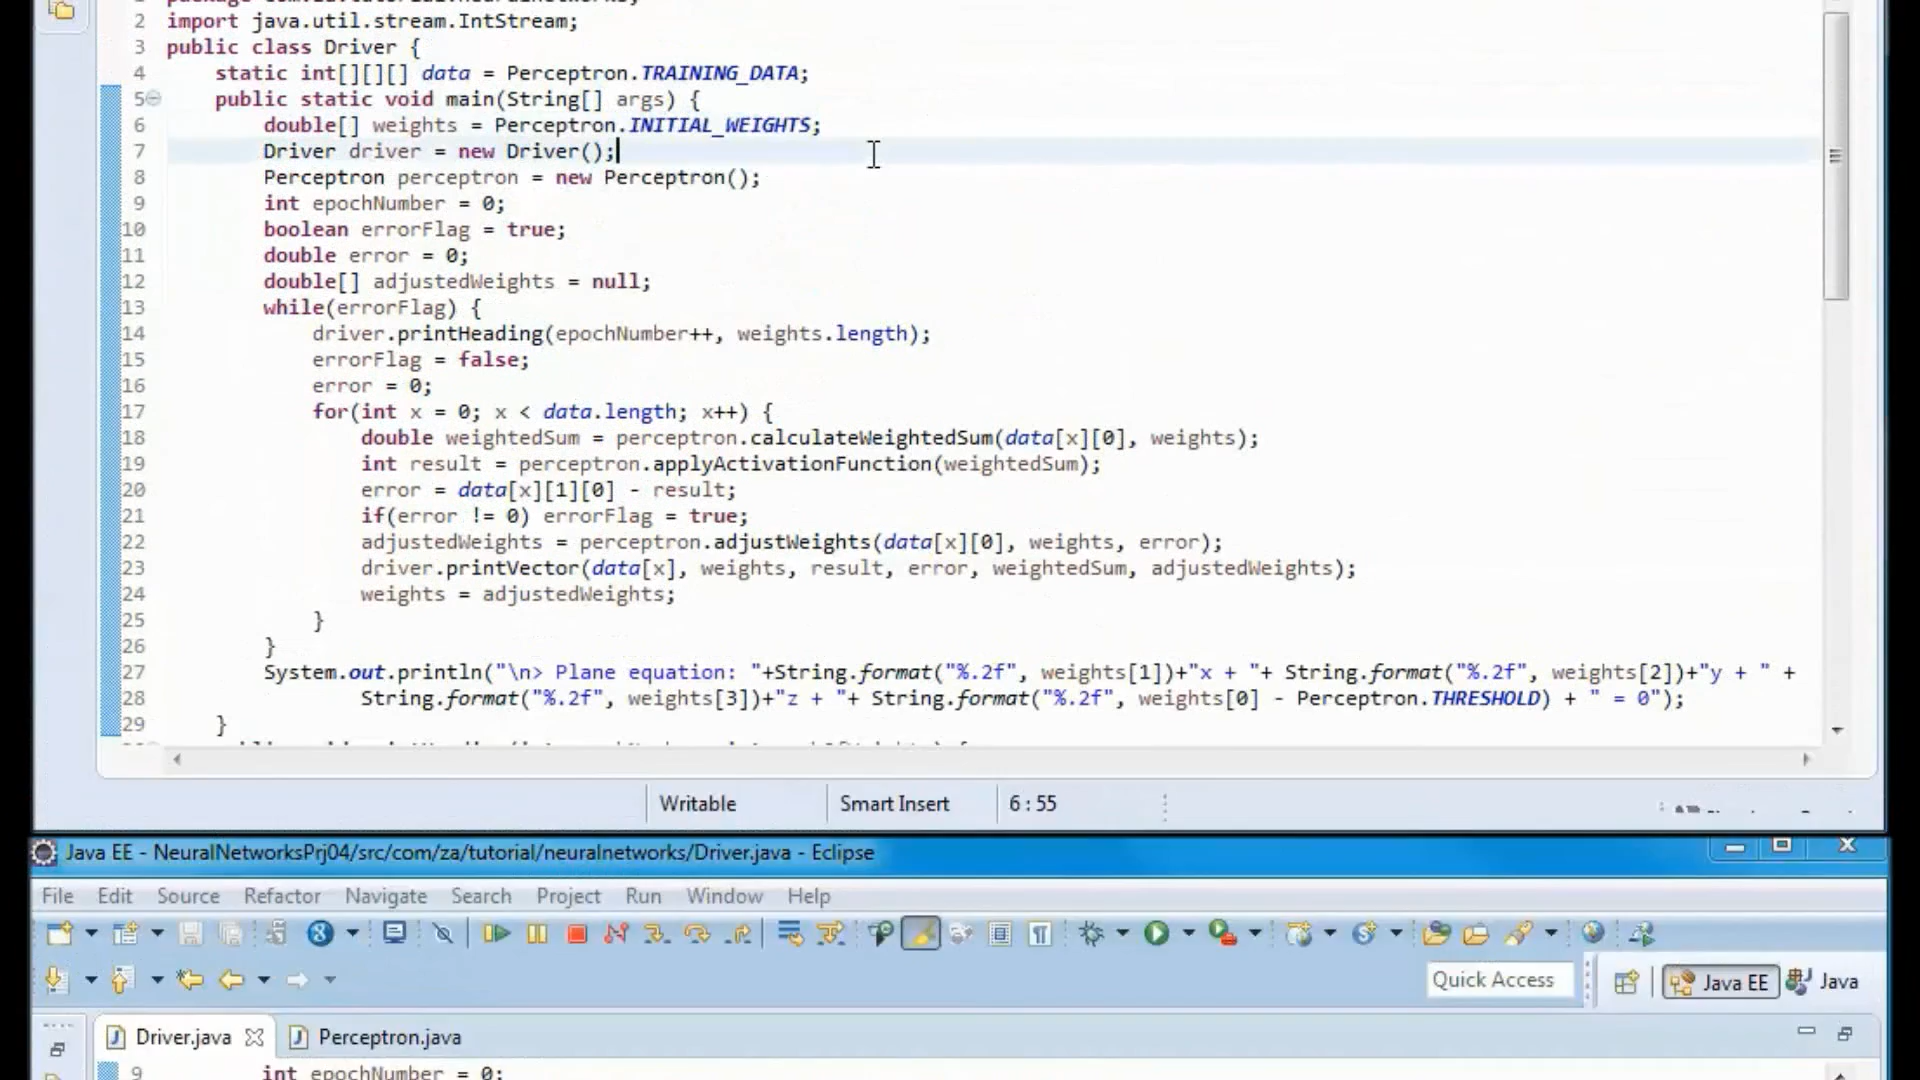 2 import java.util.stream.IntStream;
3 public class Driver {
4 static int[][][] data = Perceptron.TRAINING_DATA;
5 public static void main(String[] args) {
6 double[] weights = Perceptron.INITIAL_WEIGHTS;
7 Driver driver = new Driver();
8 Perceptron perceptron = new Perceptron();
9 int epochNumber = 0;
10 boolean errorFlag = true;
11 double error = 0;
12 double[] adjustedWeights = null;
13 while(errorFlag) {
14 driver.printHeading(epochNumber++, weights.length);
15 errorFlag = false;
16 error = 0;
17 for(int x = 0; x < data.length; x++) {
18 double weightedSum = perceptron.calculateWeightedSum(data[x][0], weights);
19 int result = perceptron.applyActivationFunction(weightedSum);
20 error = data[x][1][0] - result;
21 if(error != 0) errorFlag = true;
22 adjustedWeights = perceptron.adjustWeights(data[x][0], weights, error);
23 driver.printVector(data[x], weights, result, error, weightedSum, adjustedWeights);
24 weights = adjustedWeights;
25 }
26 }
27 System.out.println("\n> Plane equation: "+String.format("%.2f", weights[1])+"x + "+ String.format("%.2f", weights[2])+"y + " +
28 String.format("%.2f", weights[3])+"z + "+ String.format("%.2f", weights[0] - Perceptron.THRESHOLD) + " = 0");
29 }
Writable Smart Insert 6 : 55
Java EE - NeuralNetworksPrj04/src/com/za/tutorial/neuralnetworks/Driver.java - Eclipse
File Edit Source Refactor Navigate Search Project Run Window Help
Quick Access Java EE Java
Driver.java Perceptron.java
9 int epochNumber = 0;